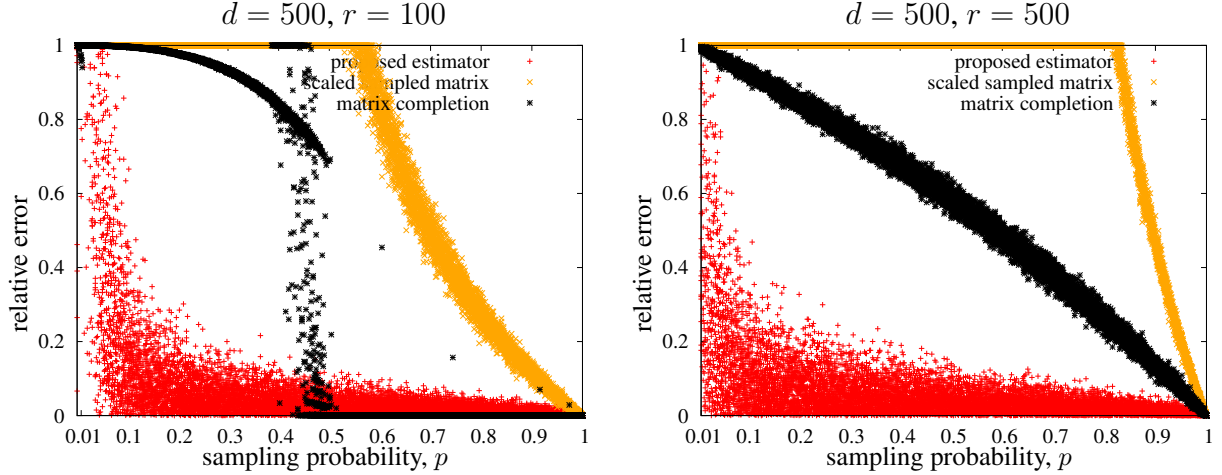 d = 500, r = 100
1
0.8
0.6
0.4
0.2
0
relative error
proposed estimator
scaled sampled matrix
matrix completion
0.01 0.1 0.2 0.3 0.4 0.5 0.6 0.7 0.8 0.9 1
sampling probability, p
d = 500, r = 500
1
0.8
0.6
0.4
0.2
0
relative error
proposed estimator
scaled sampled matrix
matrix completion
0.01 0.1 0.2 0.3 0.4 0.5 0.6 0.7 0.8 0.9 1
sampling probability, p